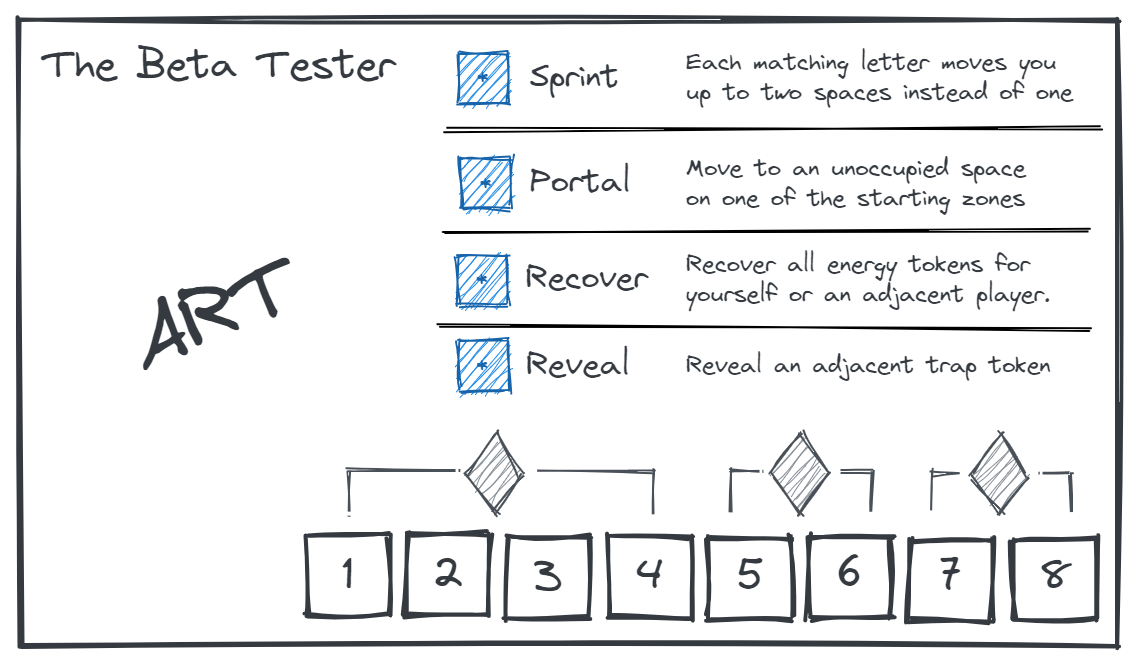 The Beta Tester
* Sprint Each matching letter moves you
up to two spaces instead of one
* Portal Move to an unoccupied space
on one of the starting zones
* Recover Recover all energy tokens for
yourself or an adjacent player.
* Reveal Reveal an adjacent trap token
ART
1 2 3 4 5 6 7 8